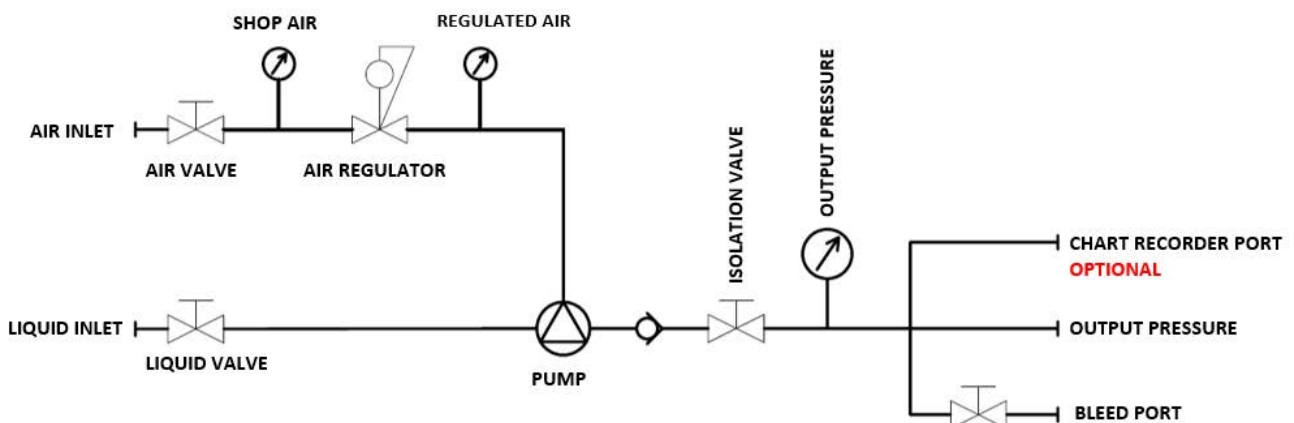 SHOP AIR
REGULATED AIR
AIR INLET
AIR VALVE
AIR REGULATOR
ISOLATION VALVE
OUTPUT PRESSURE
CHART RECORDER PORT
OPTIONAL
LIQUID INLET
OUTPUT PRESSURE
LIQUID VALVE
PUMP
BLEED PORT